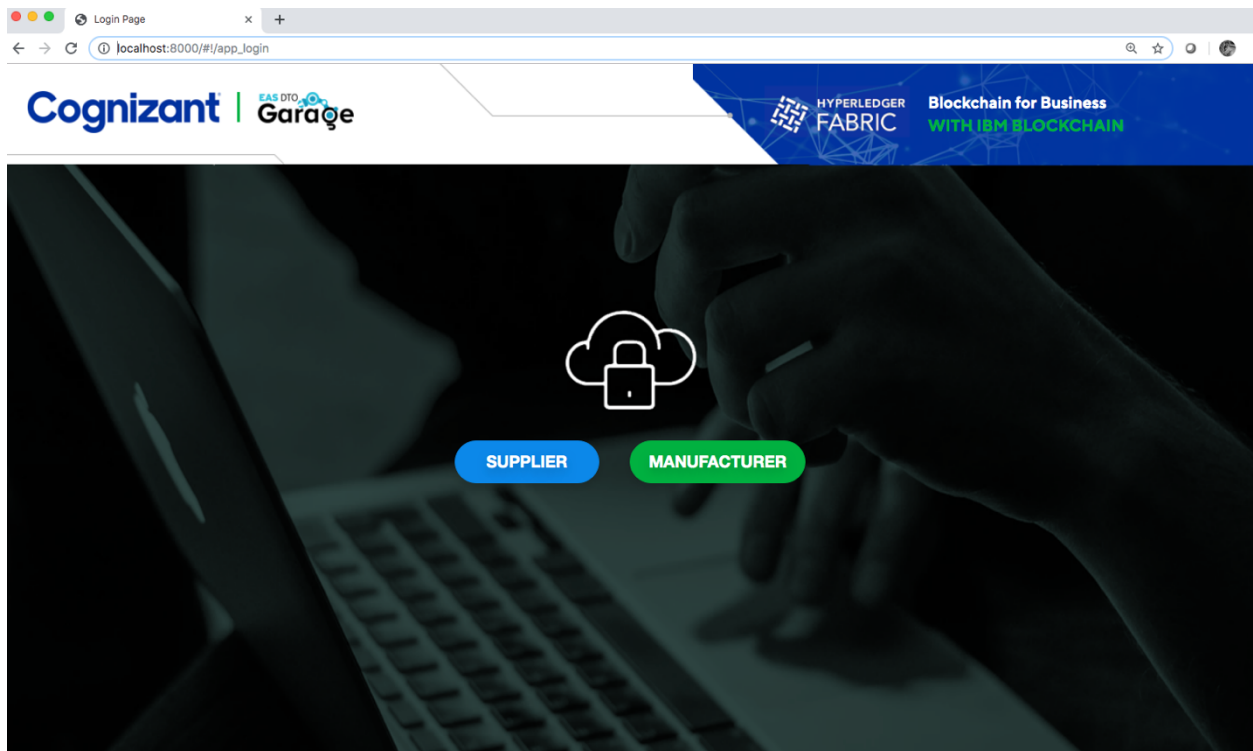 Login Page
localhost:8000/#!/app_login
Cognizant
EAS DTO
Garage
HYPERLEDGER
FABRIC
Blockchain for Business
WITH IBM BLOCKCHAIN
SUPPLIER
MANUFACTURER